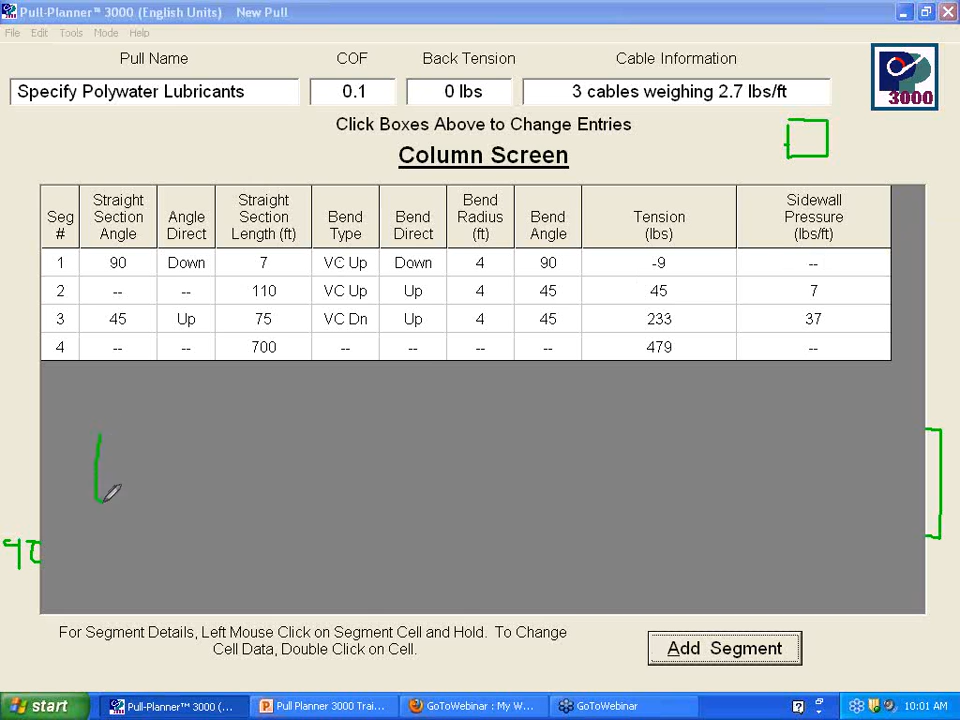 Pull-Planner™ 3000 (English Units) New Pull
File Edit Tools Mode Help
Pull Name COF Back Tension Cable Information
Specify Polywater Lubricants 0.1 0 lbs 3 cables weighing 2.7 lbs/ft
3000
Click Boxes Above to Change Entries
Column Screen
Seg # Straight Section Angle Angle Direct Straight Section Length (ft) Bend Type Bend Direct Bend Radius (ft) Bend Angle Tension (lbs) Sidewall Pressure (lbs/ft)
1 90 Down 7 VC Up Down 4 90 -9 --
2 -- -- 110 VC Up Up 4 45 45 7
3 45 Up 75 VC Dn Up 4 45 233 37
4 -- -- 700 -- -- -- -- 479 --
For Segment Details, Left Mouse Click on Segment Cell and Hold. To Change
Cell Data, Double Click on Cell.
Add Segment
start Pull-Planner™ 3000 (... Pull Planner 3000 Trai... GoToWebinar : My W... GoToWebinar 10:01 AM